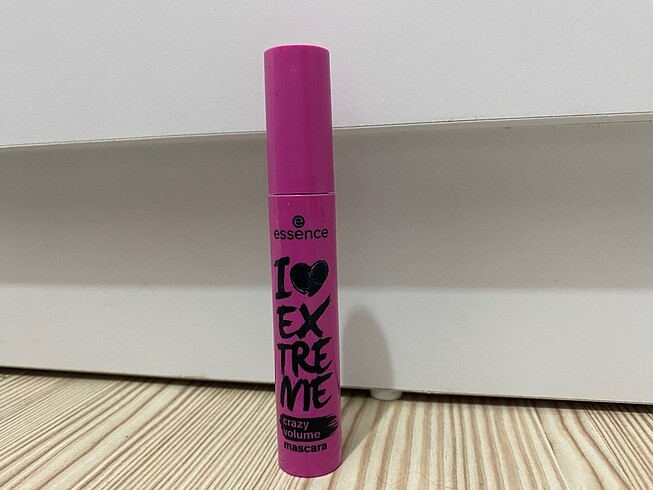 e
essence
I ♥
EX
TRE
ME
crazy
volume
mascara